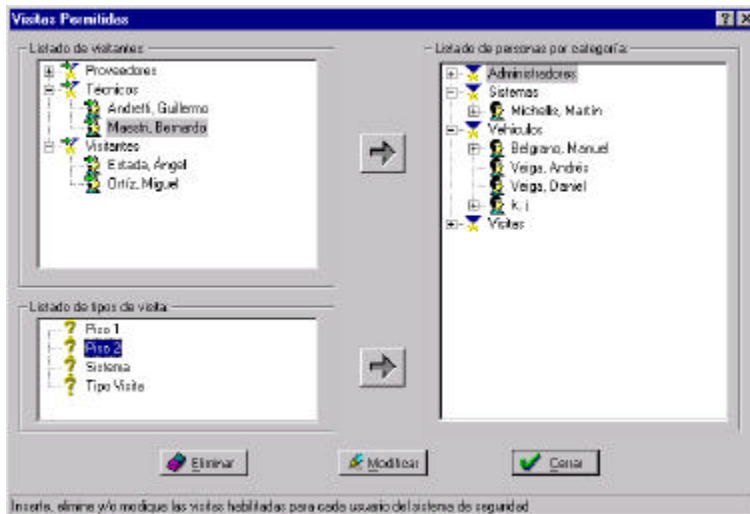 Visitas Permitidas
Listado de visitantes:
Proveedores
Técnicos
Andretti, Guillermo
Maestri, Bernardo
Visitantes
Estada, Ángel
Ortíz, Miguel
Listado de tipos de visita:
Piso 1
Piso 2
Sistema
Tipo Visita
Listado de personas por categoría:
Administradores
Sistemas
Michelis, Martín
Vehículos
Belgrano, Manuel
Veiga, Andrés
Veiga, Daniel
k, j
Visitas
Eliminar
Modificar
Cerrar
Inserte, elimine y/o modique las visitas habilitadas para cada usuario del sistema de seguridad